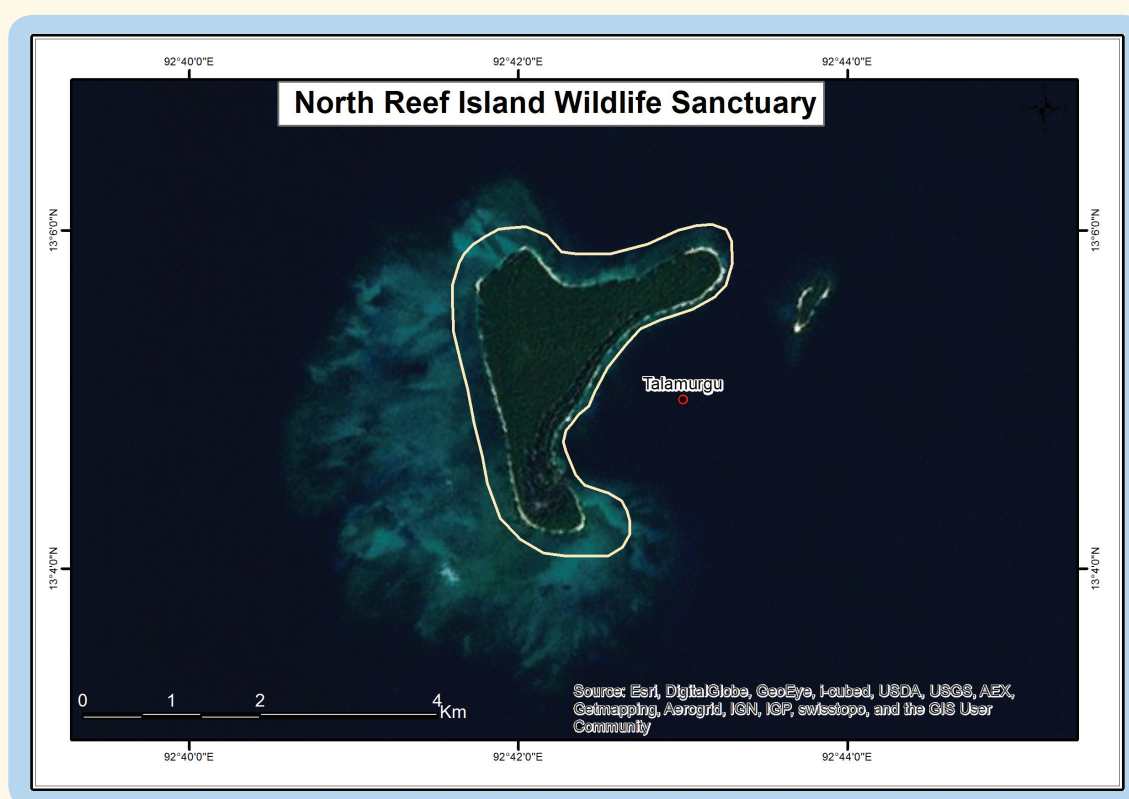 92°40'0"E 92°42'0"E 92°44'0"E
North Reef Island Wildlife Sanctuary
13°6'0"N 13°6'0"N
Talamurgu
13°4'0"N 13°4'0"N
0 1 2 4
Km
Source: Esri, DigitalGlobe, GeoEye, i-cubed, USDA, USGS, AEX,
Getmapping, Aerogrid, IGN, IGP, swisstopo, and the GIS User
Community
92°40'0"E 92°42'0"E 92°44'0"E